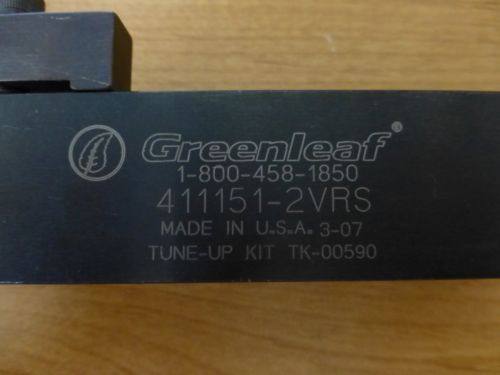 Greenleaf®
1-800-458-1850
411151-2VRS
MADE IN U.S.A. 3-07
TUNE-UP KIT TK-00590